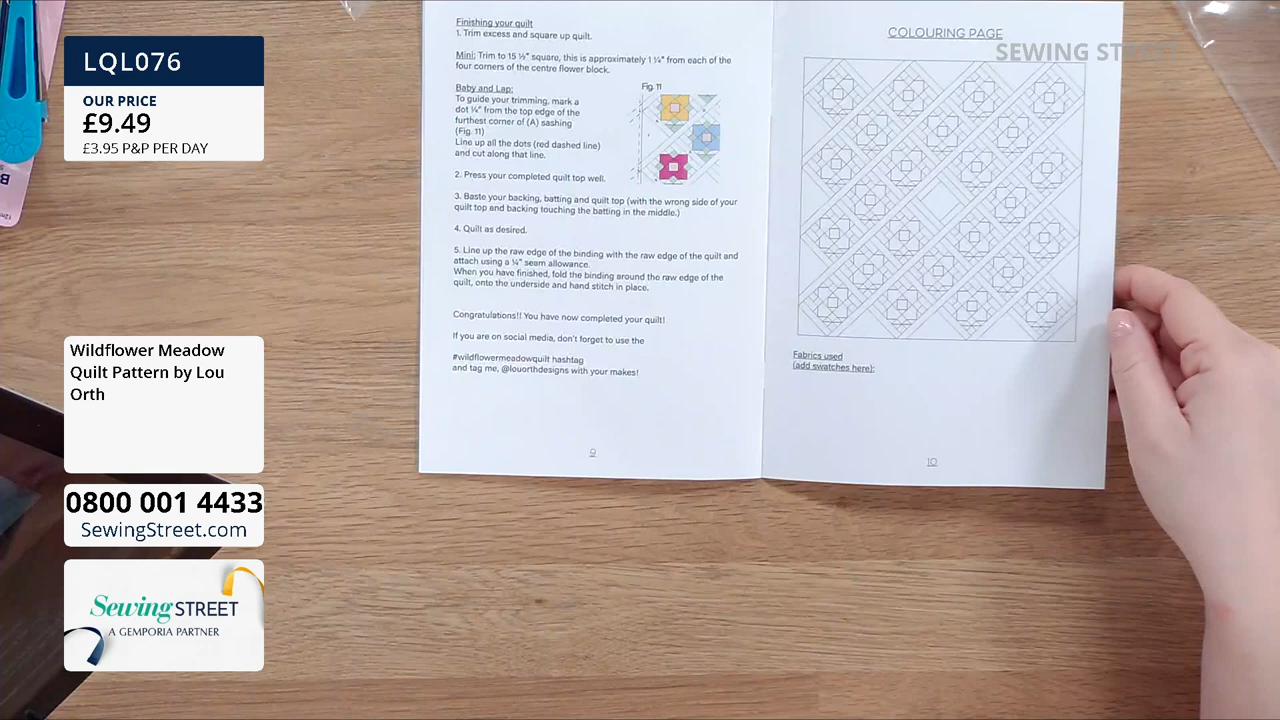 LQL076
OUR PRICE
£9.49
£3.95 P&P PER DAY
Wildflower Meadow
Quilt Pattern by Lou
Orth
0800 001 4433
SewingStreet.com
Sewing STREET
A GEMPORIA PARTNER
Finishing your quilt
1. Trim excess and square up quilt.
Mini: Trim to 15 ½" square, this is approximately 1 ¼" from each of the
four corners of the centre flower block.
Baby and Lap:
To guide your trimming, mark a
dot ¼" from the top edge of the
furthest corner of (A) sashing
(Fig. 11)
Line up all the dots (red dashed line)
and cut along that line.
Fig. 11
2. Press your completed quilt top well.
3. Baste your backing, batting and quilt top (with the wrong side of your
quilt top and backing touching the batting in the middle.)
4. Quilt as desired.
5. Line up the raw edge of the binding with the raw edge of the quilt and
attach using a ¼" seam allowance.
When you have finished, fold the binding around the raw edge of the
quilt, onto the underside and hand stitch in place.
Congratulations!! You have now completed your quilt!
If you are on social media, don't forget to use the
#wildflowermeadowquilt hashtag
and tag me, @louorthdesigns with your makes!
9
COLOURING PAGE
SEWING STREET
Fabrics used
(add swatches here):
10